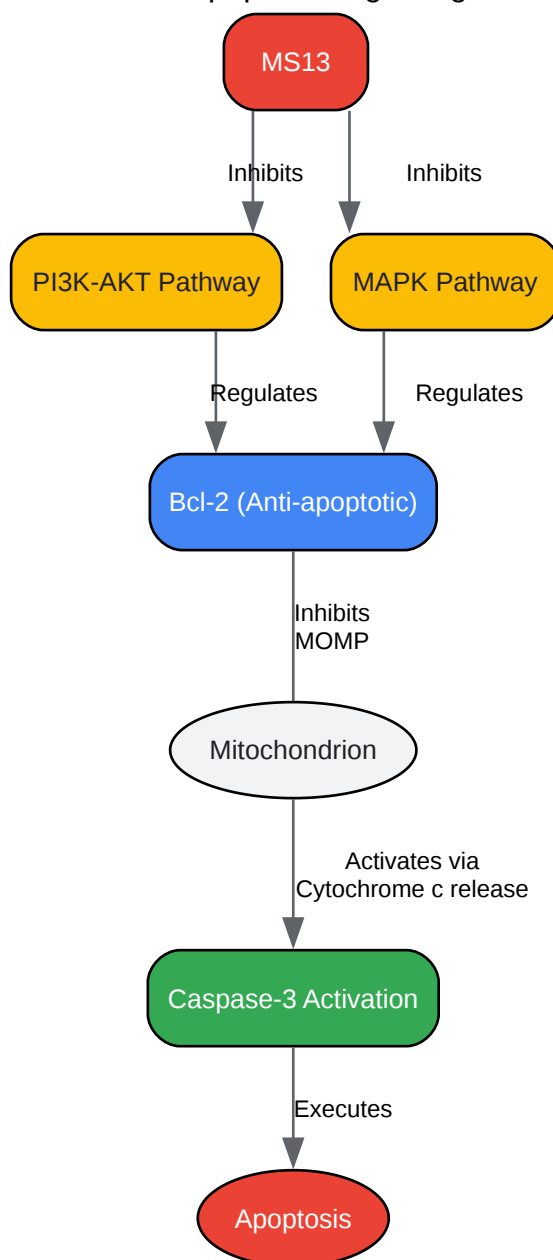 MS13
Inhibits Inhibits
PI3K-AKT Pathway MAPK Pathway
Regulates Regulates
Bcl-2 (Anti-apoptotic)
Inhibits
MOMP
Mitochondrion
Activates via
Cytochrome c release
Caspase-3 Activation
Executes
Apoptosis